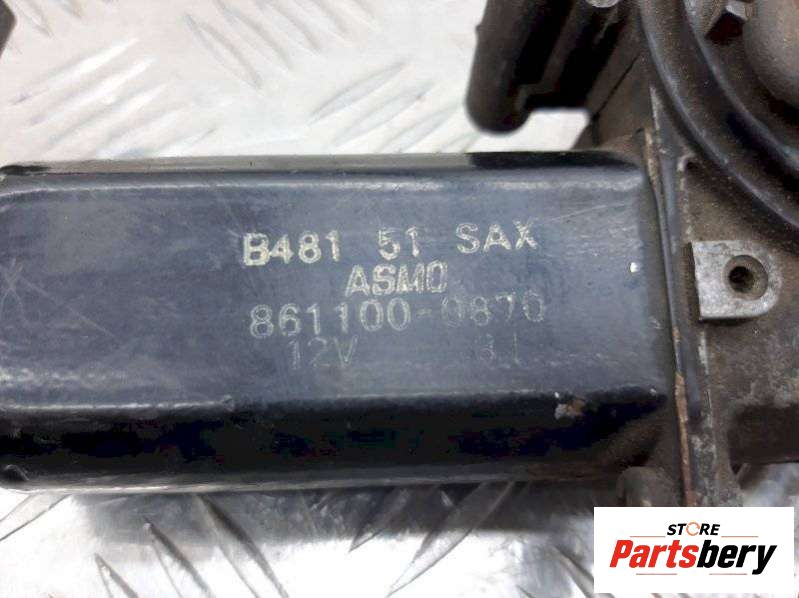 B481 51 SAX
ASMO
861100-0870
12V
STORE
Partsbery